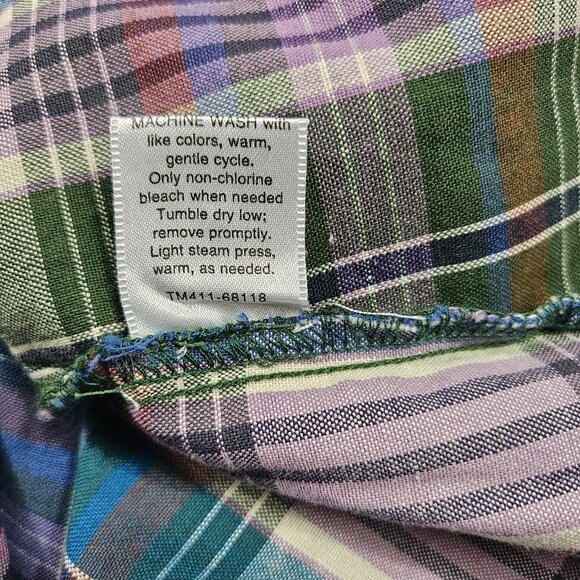 MACHINE WASH with
like colors, warm,
gentle cycle.
Only non-chlorine
bleach when needed
Tumble dry low;
remove promptly.
Light steam press,
warm, as needed.
TM411-68118